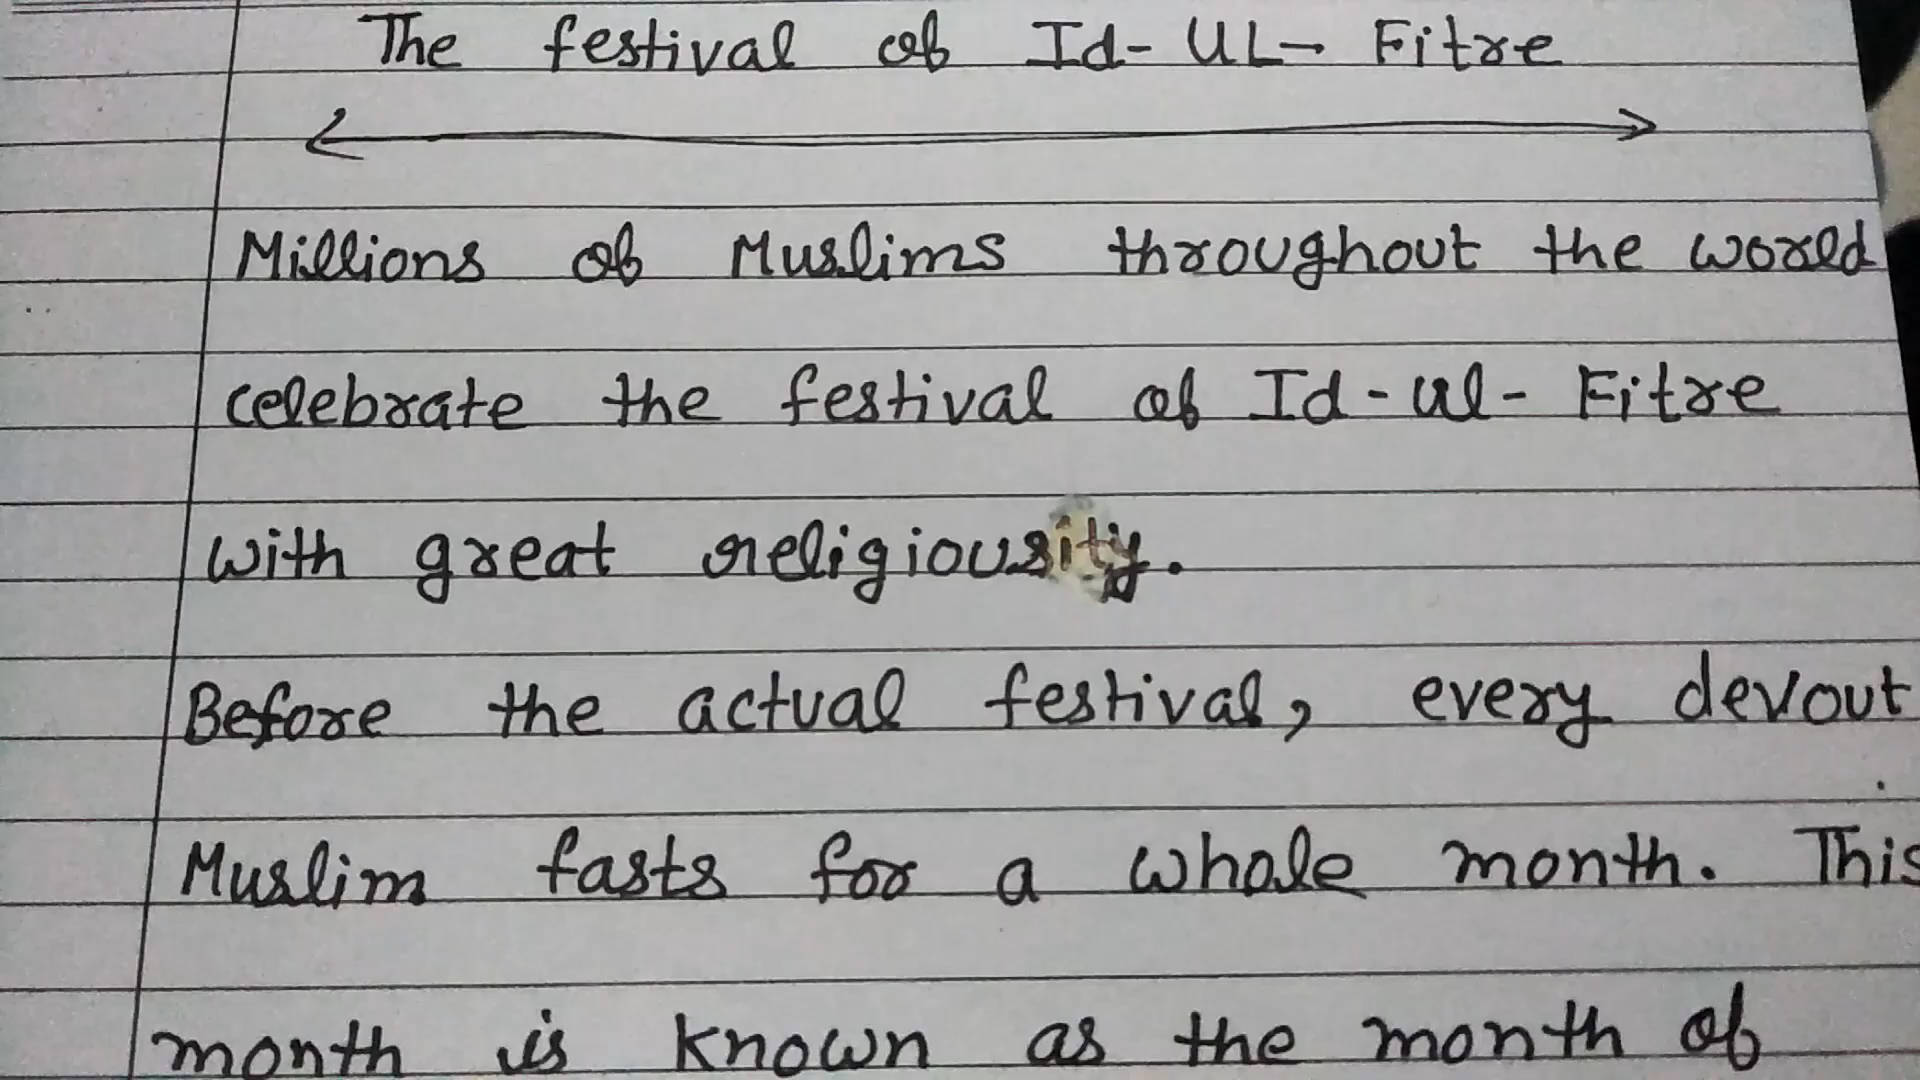 The festival of Id-UL-Fitre
Millions of Muslims throughout the world
celebrate the festival of Id-Ul-Fitre
with great religiousity.
Before the actual festival, every devout
Muslim fasts for a whole month. This
month is known as the month of